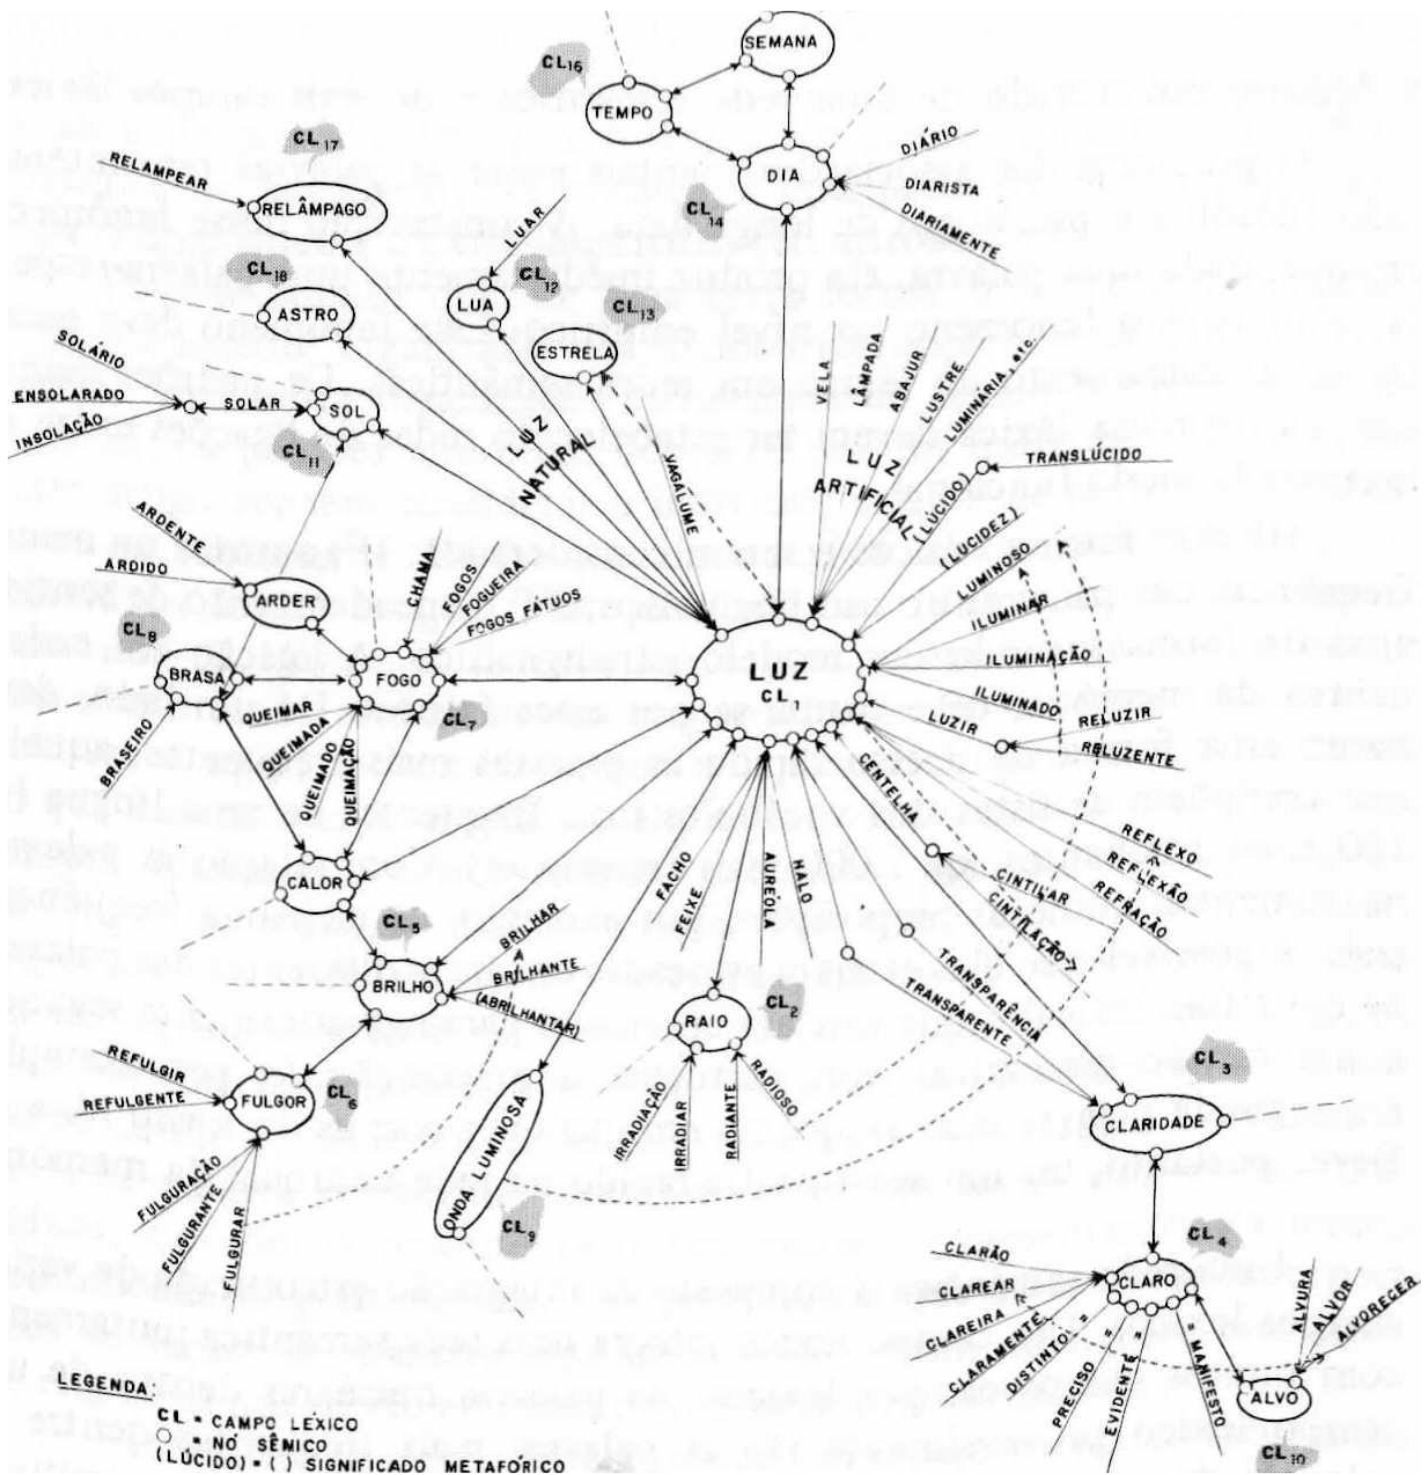 SEMANA
CL16
TEMPO
DIA
DIÁRIO
DIARISTA
DIARIAMENTE
CL14
CL17
RELAMPEAR
RELÂMPAGO
CL18
ASTRO
LUAR
CL12
LUA
CL13
ESTRELA
SOLÁRIO
ENSOLARADO
INSOLAÇÃO
SOLAR
SOL
CL11
LUZ
NATURAL
VAGALUME
VELA
LÂMPADA
ABAJUR
LUSTRE
LUMINÁRIA, etc.
LUZ
ARTIFICIAL
(LÚCIDO)
TRANSLÚCIDO
(LUCIDEZ)
LUMINOSO
ILUMINAR
ILUMINAÇÃO
ILUMINADO
LUZIR
RELUZIR
RELUZENTE
ARDENTE
ARDIDO
ARDER
CL8
BRASA
BRASEIRO
CHAMA
FOGOS
FOGUEIRA
FOGOS FÁTUOS
FOGO
CL7
QUEIMAR
QUEIMADA
QUEIMADO
QUEIMAÇÃO
LUZ
CL1
CALOR
CL5
BRILHO
BRILHAR
BRILHANTE
(ABRILHANTAR)
FACHO
FEIXE
AURÉOLA
HALO
CENTELHA
CINTILAR
CINTILAÇÃO
REFLEXO
REFLEXÃO
REFRAÇÃO
TRANSPARÊNCIA
TRANSPARENTE
RAIO
CL2
IRRADIAÇÃO
IRRADIAR
RADIANTE
RADIOSO
REFULGIR
REFULGENTE
FULGOR
CL6
FULGURAÇÃO
FULGURANTE
FULGURAR
ONDA LUMINOSA
CL9
CL3
CLARIDADE
CL4
CLARO
CLARÃO
CLAREAR
CLAREIRA
CLARAMENTE
DISTINTO =
PRECISO =
EVIDENTE =
= MANIFESTO
ALVURA
ALVOR
ALVORECER
ALVO
CL10
LEGENDA:
CL = CAMPO LÉXICO
○ = NÓ SÊMICO
(LÚCIDO) = ( ) SIGNIFICADO METAFÓRICO